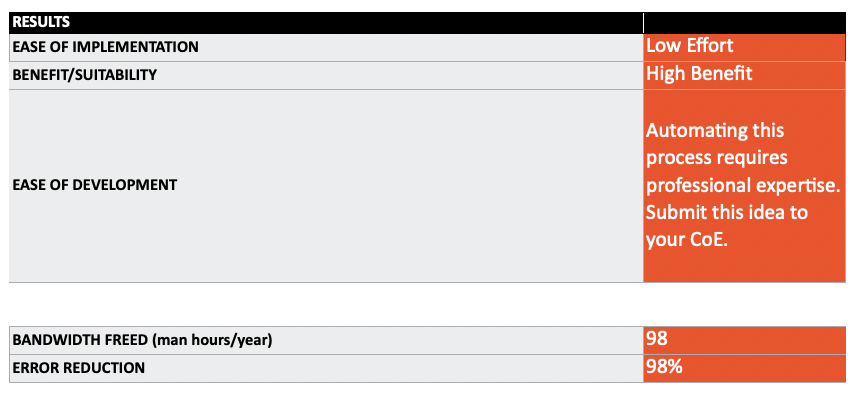 RESULTS
EASE OF IMPLEMENTATION Low Effort
BENEFIT/SUITABILITY High Benefit
EASE OF DEVELOPMENT Automating this
process requires
professional expertise.
Submit this idea to
your CoE.
BANDWIDTH FREED (man hours/year) 98
ERROR REDUCTION 98%